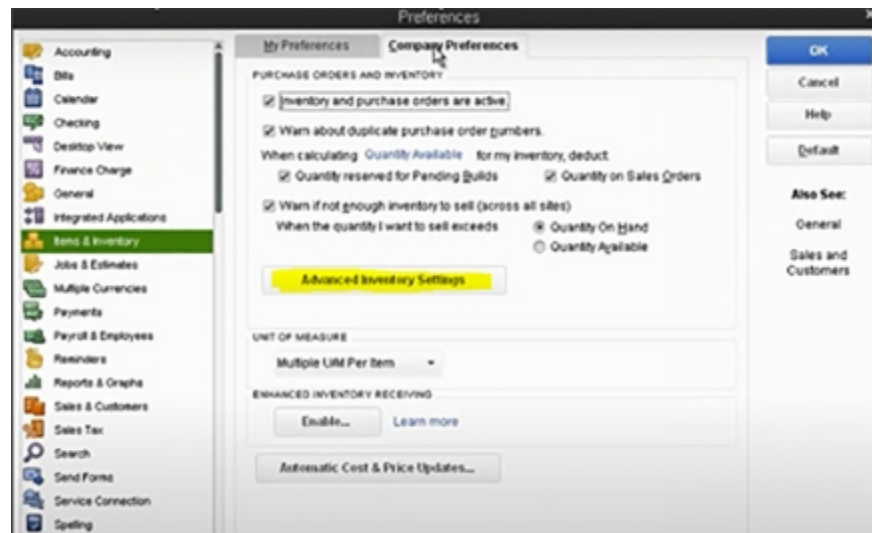 Preferences
Accounting
Bills
Calendar
Checking
Desktop View
Finance Charge
General
Integrated Applications
Items & Inventory
Jobs & Estimates
Multiple Currencies
Payments
Payroll & Employees
Reminders
Reports & Graphs
Sales & Customers
Sales Tax
Search
Send Forms
Service Connection
Spelling
My Preferences
Company Preferences
PURCHASE ORDERS AND INVENTORY
Inventory and purchase orders are active.
Warn about duplicate purchase order numbers.
When calculating Quantity Available for my inventory, deduct:
Quantity reserved for Pending Builds
Quantity on Sales Orders
Warn if not enough inventory to sell (across all sites)
When the quantity I want to sell exceeds
Quantity On Hand
Quantity Available
Advanced Inventory Settings
UNIT OF MEASURE
Multiple U/M Per Item
ENHANCED INVENTORY RECEIVING
Enable...
Learn more
Automatic Cost & Price Updates...
OK
Cancel
Help
Default
Also See:
General
Sales and
Customers